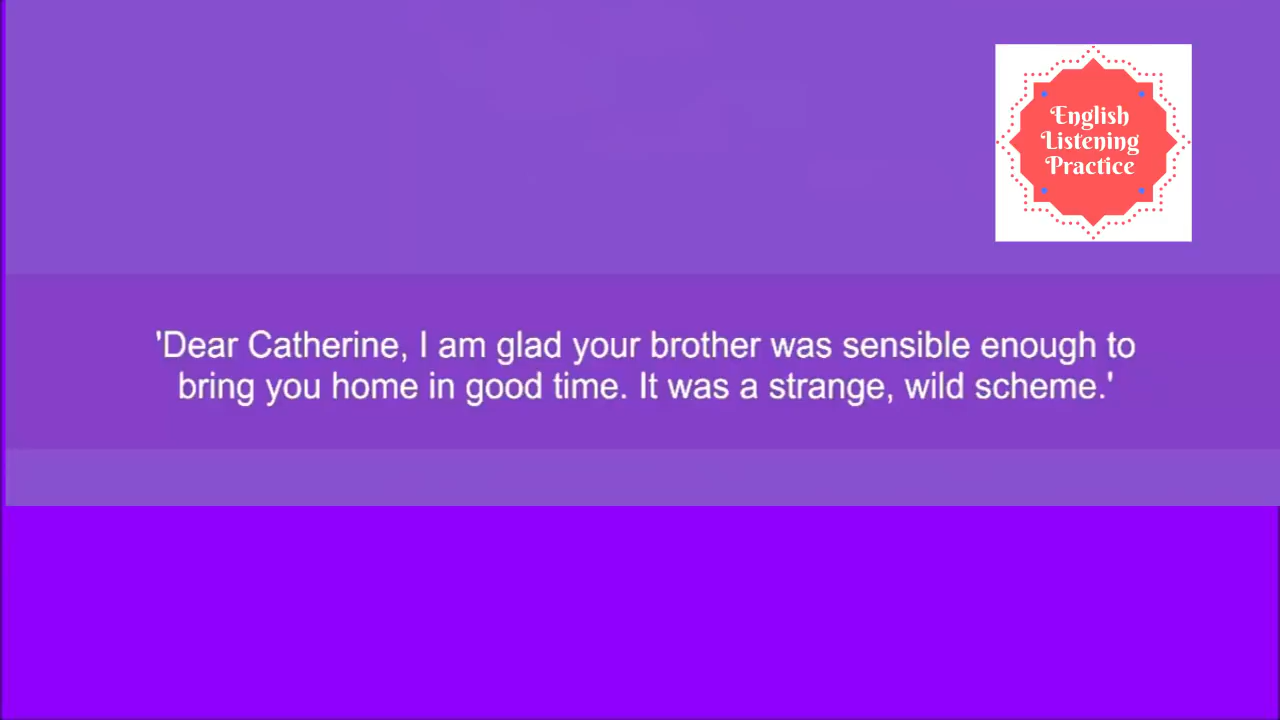 English
Listening
Practice
'Dear Catherine, I am glad your brother was sensible enough to
bring you home in good time. It was a strange, wild scheme.'